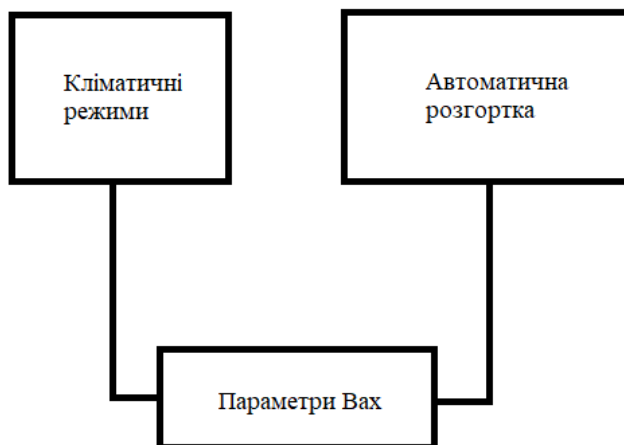 Кліматичні
режими
Автоматична
розгортка
Параметри Вах